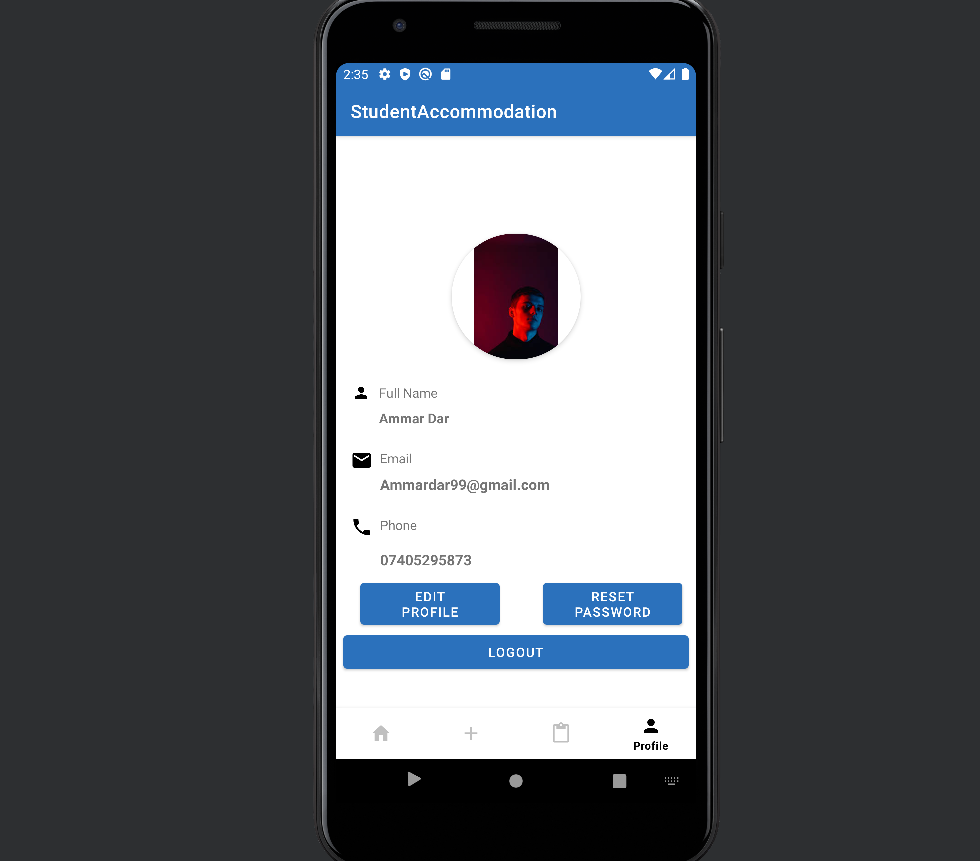 2:35
StudentAccommodation
Full Name
Ammar Dar
Email
Ammardar99@gmail.com
Phone
07405295873
EDIT
PROFILE
RESET
PASSWORD
LOGOUT
Profile